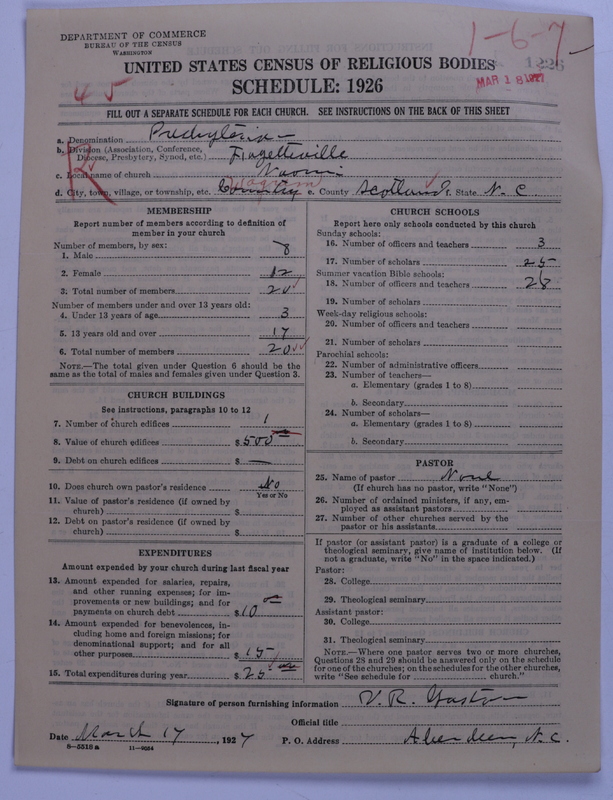 DEPARTMENT OF COMMERCE
BUREAU OF THE CENSUS
WASHINGTON
1-6-7
1226
MAR 18 1927
UNITED STATES CENSUS OF RELIGIOUS BODIES
SCHEDULE: 1926
45
FILL OUT A SEPARATE SCHEDULE FOR EACH CHURCH. SEE INSTRUCTIONS ON THE BACK OF THIS SHEET
a. Denomination Presbyterian
b. Division (Association, Conference, Diocese, Presbytery, Synod, etc.) Fayetteville
c. Local name of church Naomi
d. City, town, village, or township, etc. Country Wagram e. County Scotland f. State N. C
MEMBERSHIP
Report number of members according to definition of
member in your church
Number of members, by sex:
1. Male 8
2. Female 12
3. Total number of members 20
Number of members under and over 13 years old:
4. Under 13 years of age 3
5. 13 years old and over 17
6. Total number of members 20
NOTE.—The total given under Question 6 should be
same as the total of males and females given under Question 3.
CHURCH BUILDINGS
See instructions, paragraphs 10 to 12
7. Number of church edifices 1
8. Value of church edifices $500
9. Debt on church edifices $ —
10. Does church own pastor's residence No
Yes or No
11. Value of pastor's residence (if owned by
church) $
12. Debt on pastor's residence (if owned by
church) $
EXPENDITURES
Amount expended by your church during last fiscal year
13. Amount expended for salaries, repairs,
and other running expenses; for im-
provements or new buildings; and for
payments on church debt $10
14. Amount expended for benevolences, in-
cluding home and foreign missions; for
denominational support; and for all
other purposes $15
15. Total expenditures during year $25
CHURCH SCHOOLS
Report here only schools conducted by this church
Sunday schools:
16. Number of officers and teachers 3
17. Number of scholars 25
Summer vacation Bible schools:
18. Number of officers and teachers 28
19. Number of scholars
Week-day religious schools:
20. Number of officers and teachers
21. Number of scholars
Parochial schools:
22. Number of administrative officers
23. Number of teachers—
a. Elementary (grades 1 to 8)
b. Secondary
24. Number of scholars—
a. Elementary (grades 1 to 8)
b. Secondary
PASTOR
25. Name of pastor None
(If church has no pastor, write "None")
26. Number of ordained ministers, if any, em-
ployed as assistant pastors
27. Number of other churches served by the
pastor or his assistants
If pastor (or assistant pastor) is a graduate of a college or
theological seminary, give name of institution below. (If
not a graduate, write "No" in the space indicated.)
Pastor:
28. College
29. Theological seminary
Assistant pastor:
30. College
31. Theological seminary
NOTE.—Where one pastor serves two or more churches,
Questions 28 and 29 should be answered only on the schedule
for one of the churches; on the schedules for the other churches,
write "See schedule for church."
Signature of person furnishing information V. R. Gaston
Official title
Date March 17, 1927 P. O. Address Aberdeen, N. C.
8-5518 a 11-9054